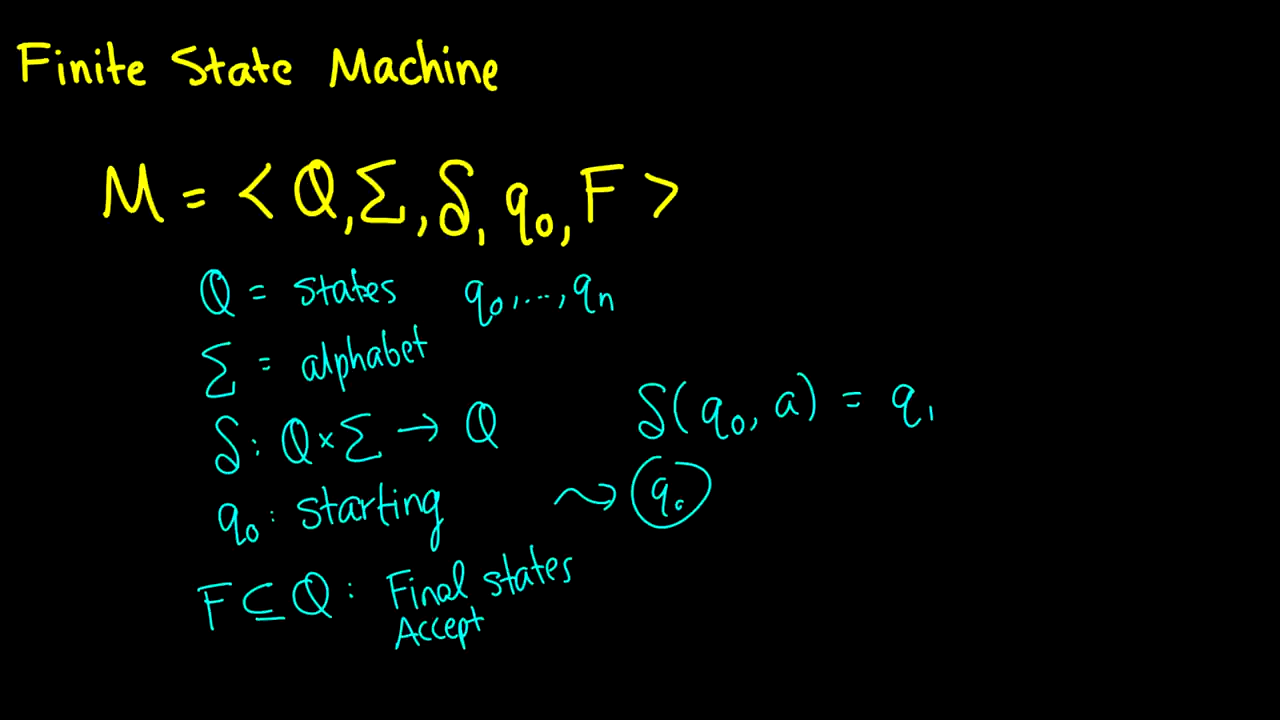 Finite State Machine
M = < Q, Σ, δ, q₀, F >
Q = states q₀, ..., qₙ
Σ = alphabet
δ : Q × Σ → Q δ(q₀, a) = q₁
q₀ : starting ⇝ q₀
F ⊆ Q : Final states
Accept